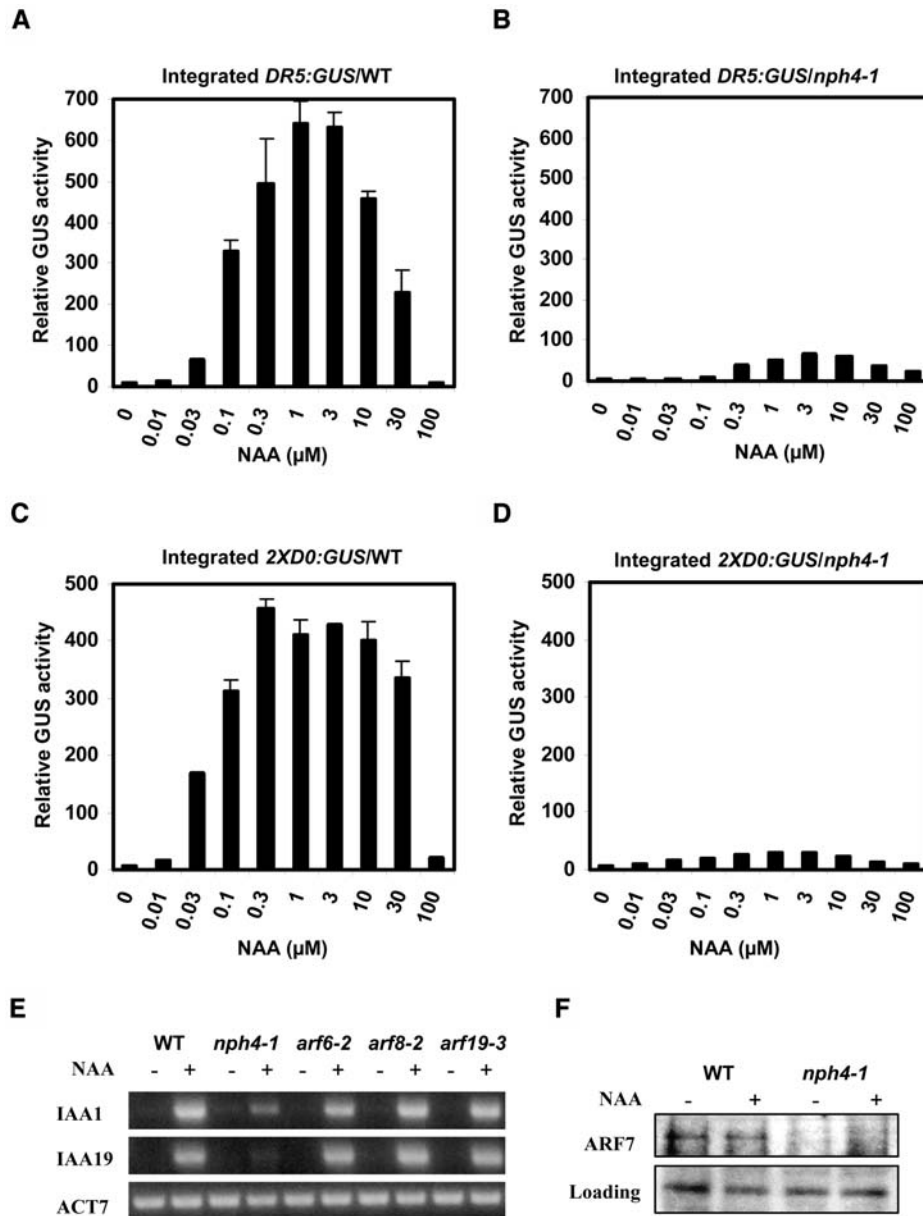 A
Integrated DR5:GUS/WT
Relative GUS activity
700
600
500
400
300
200
100
0
0 0.01 0.03 0.1 0.3 1 3 10 30 100
NAA (µM)
B
Integrated DR5:GUS/nph4-1
Relative GUS activity
700
600
500
400
300
200
100
0
0 0.01 0.03 0.1 0.3 1 3 10 30 100
NAA (µM)
C
Integrated 2XD0:GUS/WT
Relative GUS activity
500
400
300
200
100
0
0 0.01 0.03 0.1 0.3 1 3 10 30 100
NAA (µM)
D
Integrated 2XD0:GUS/nph4-1
Relative GUS activity
500
400
300
200
100
0
0 0.01 0.03 0.1 0.3 1 3 10 30 100
NAA (µM)
E
WT nph4-1 arf6-2 arf8-2 arf19-3
NAA - + - + - + - + - +
IAA1
IAA19
ACT7
F
WT nph4-1
NAA - + - +
ARF7
Loading